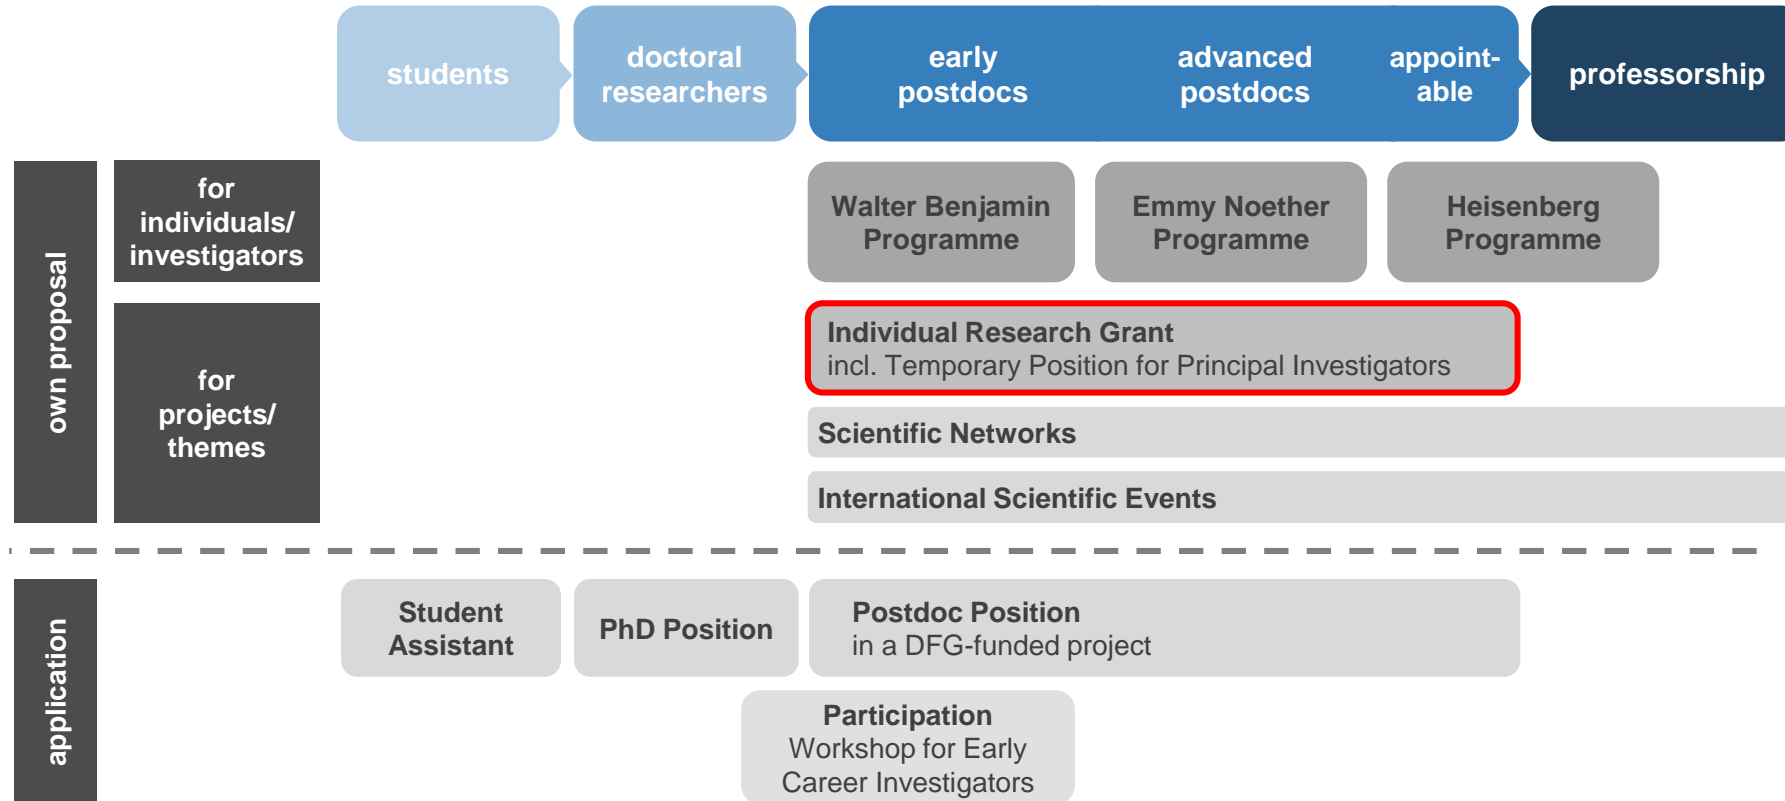 students
doctoral
researchers
early
postdocs
advanced
postdocs
appoint-
able
professorship
own proposal
for
individuals/
investigators
Walter Benjamin
Programme
Emmy Noether
Programme
Heisenberg
Programme
for
projects/
themes
Individual Research Grant
incl. Temporary Position for Principal Investigators
Scientific Networks
International Scientific Events
application
Student
Assistant
PhD Position
Postdoc Position
in a DFG-funded project
Participation
Workshop for Early
Career Investigators